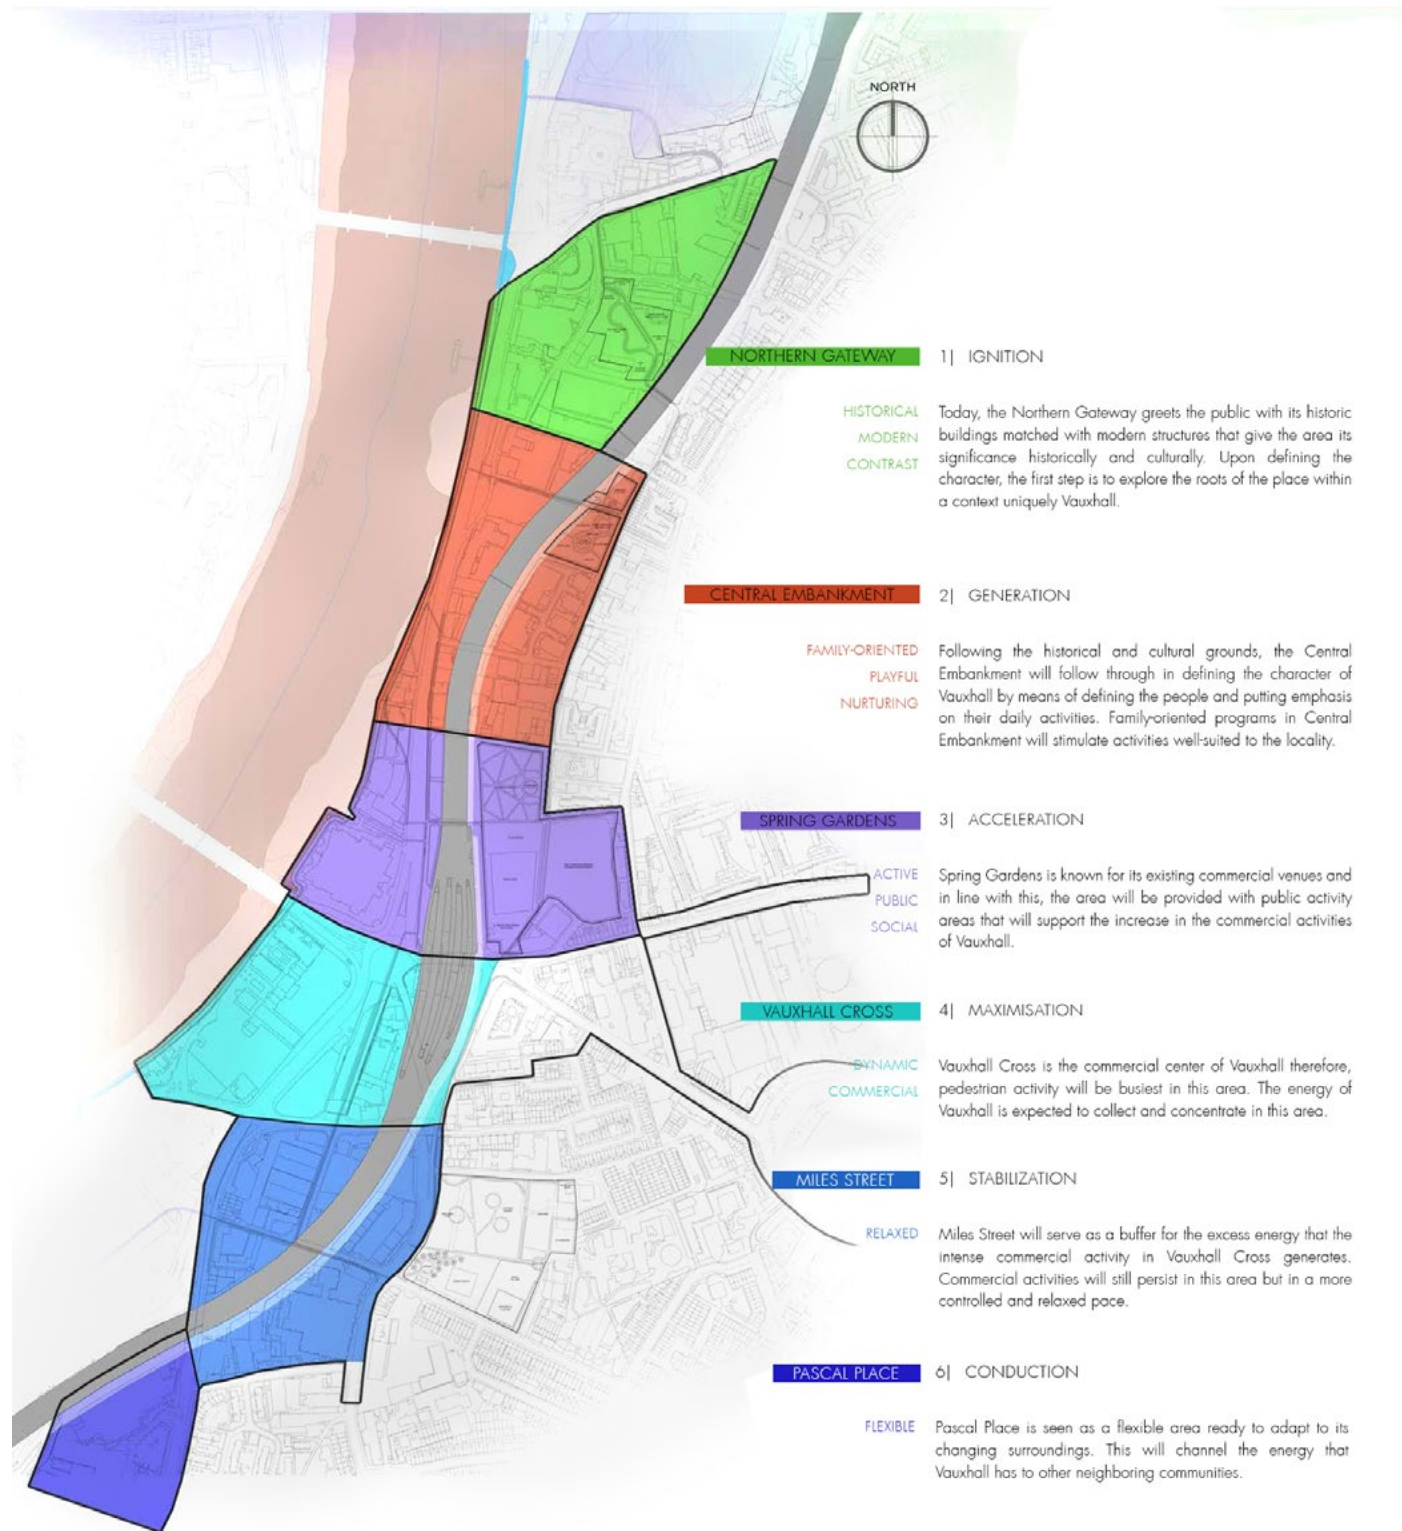 NORTH
NORTHERN GATEWAY
1| IGNITION
HISTORICAL
MODERN
CONTRAST
Today, the Northern Gateway greets the public with its historic
buildings matched with modern structures that give the area its
significance historically and culturally. Upon defining the
character, the first step is to explore the roots of the place within
a context uniquely Vauxhall.
CENTRAL EMBANKMENT
2| GENERATION
FAMILY-ORIENTED
PLAYFUL
NURTURING
Following the historical and cultural grounds, the Central
Embankment will follow through in defining the character of
Vauxhall by means of defining the people and putting emphasis
on their daily activities. Family-oriented programs in Central
Embankment will stimulate activities well-suited to the locality.
SPRING GARDENS
3| ACCELERATION
ACTIVE
PUBLIC
SOCIAL
Spring Gardens is known for its existing commercial venues and
in line with this, the area will be provided with public activity
areas that will support the increase in the commercial activities
of Vauxhall.
VAUXHALL CROSS
4| MAXIMISATION
DYNAMIC
COMMERCIAL
Vauxhall Cross is the commercial center of Vauxhall therefore,
pedestrian activity will be busiest in this area. The energy of
Vauxhall is expected to collect and concentrate in this area.
MILES STREET
5| STABILIZATION
RELAXED
Miles Street will serve as a buffer for the excess energy that the
intense commercial activity in Vauxhall Cross generates.
Commercial activities will still persist in this area but in a more
controlled and relaxed pace.
PASCAL PLACE
6| CONDUCTION
FLEXIBLE
Pascal Place is seen as a flexible area ready to adapt to its
changing surroundings. This will channel the energy that
Vauxhall has to other neighboring communities.